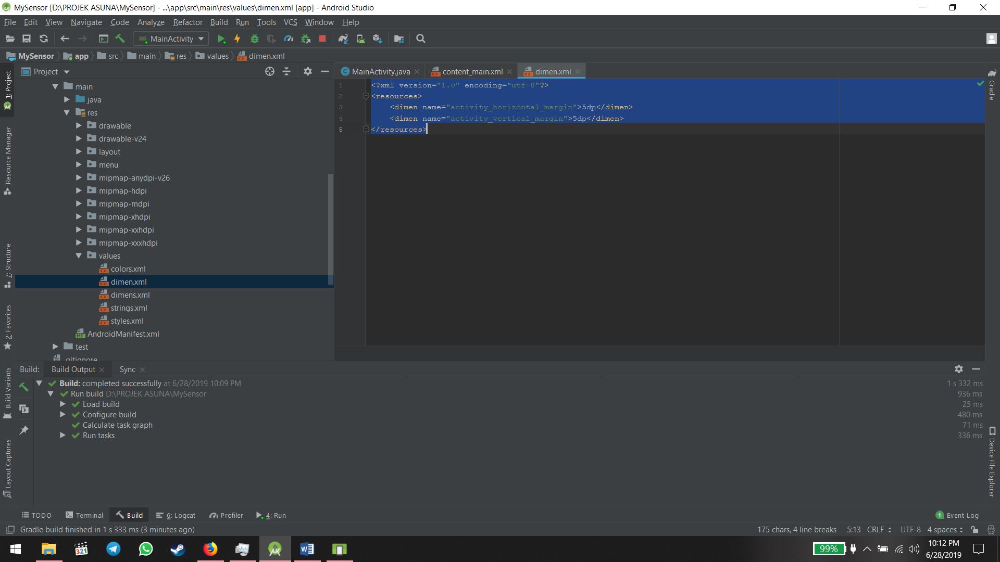 MySensor [D:\PROJEK ASUNA\MySensor] - ...\app\src\main\res\values\dimen.xml [app] - Android Studio
File Edit View Navigate Code Analyze Refactor Build Run Tools VCS Window Help
MainActivity
MySensor app src main res values dimen.xml
Project
MainActivity.java content_main.xml dimen.xml
1: Project
Resource Manager
7: Structure
2: Favorites
Build Variants
Layout Captures
main
java
res
drawable
drawable-v24
layout
menu
mipmap-anydpi-v26
mipmap-hdpi
mipmap-mdpi
mipmap-xhdpi
mipmap-xxhdpi
mipmap-xxxhdpi
values
colors.xml
dimen.xml
dimens.xml
strings.xml
styles.xml
AndroidManifest.xml
test
.gitignore
1 <?xml version="1.0" encoding="utf-8"?>
2 <resources>
3 <dimen name="activity_horizontal_margin">5dp</dimen>
4 <dimen name="activity_vertical_margin">5dp</dimen>
5 </resources>
Gradle
Device File Explorer
Build: Build Output Sync
Build: completed successfully at 6/28/2019 10:09 PM 1 s 332 ms
Run build D:\PROJEK ASUNA\MySensor 936 ms
Load build 25 ms
Configure build 480 ms
Calculate task graph 71 ms
Run tasks 336 ms
TODO Terminal Build 6: Logcat Profiler 4: Run 1 Event Log
Gradle build finished in 1 s 333 ms (3 minutes ago) 175 chars, 4 line breaks 5:13 CRLF UTF-8 4 spaces
321
99%
10:12 PM
6/28/2019